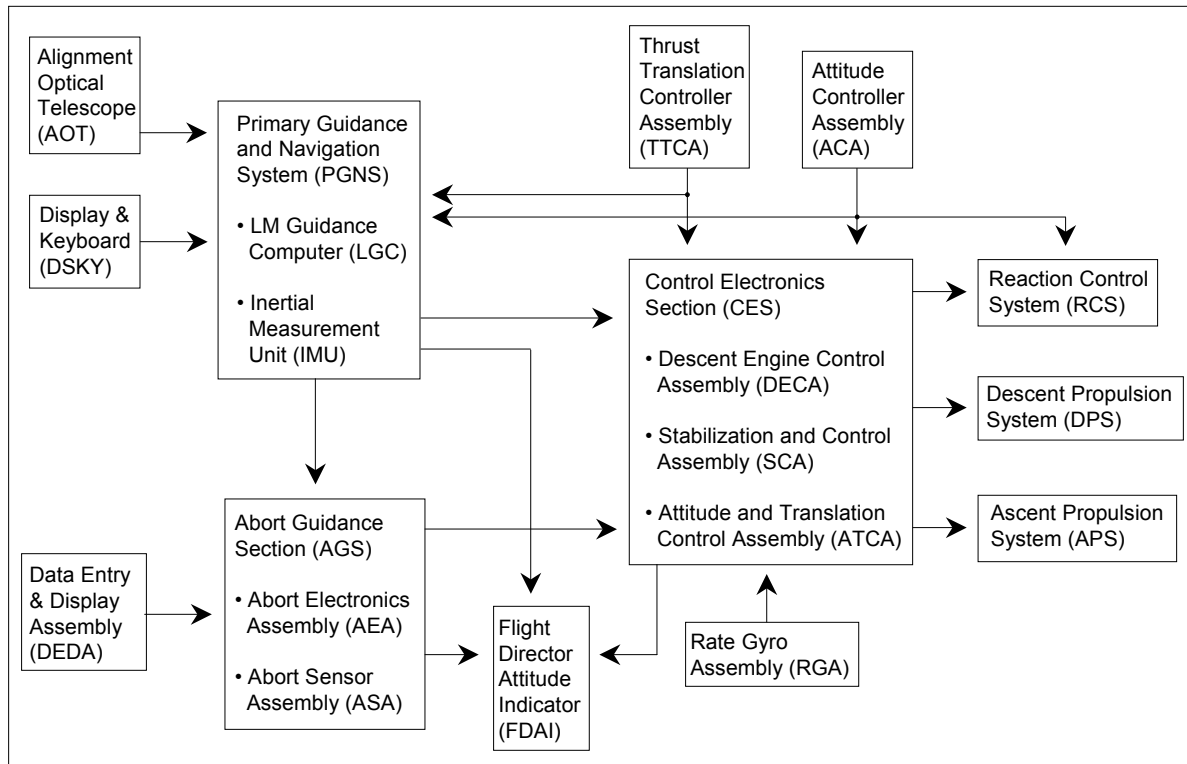 Alignment
Optical
Telescope
(AOT)
Thrust
Translation
Controller
Assembly
(TTCA)
Attitude
Controller
Assembly
(ACA)
Primary Guidance
and Navigation
System (PGNS)
• LM Guidance
Computer (LGC)
• Inertial
Measurement
Unit (IMU)
Display &
Keyboard
(DSKY)
Control Electronics
Section (CES)
• Descent Engine Control
Assembly (DECA)
• Stabilization and Control
Assembly (SCA)
• Attitude and Translation
Control Assembly (ATCA)
Reaction Control
System (RCS)
Descent Propulsion
System (DPS)
Ascent Propulsion
System (APS)
Abort Guidance
Section (AGS)
• Abort Electronics
Assembly (AEA)
• Abort Sensor
Assembly (ASA)
Data Entry
& Display
Assembly
(DEDA)
Flight
Director
Attitude
Indicator
(FDAI)
Rate Gyro
Assembly (RGA)